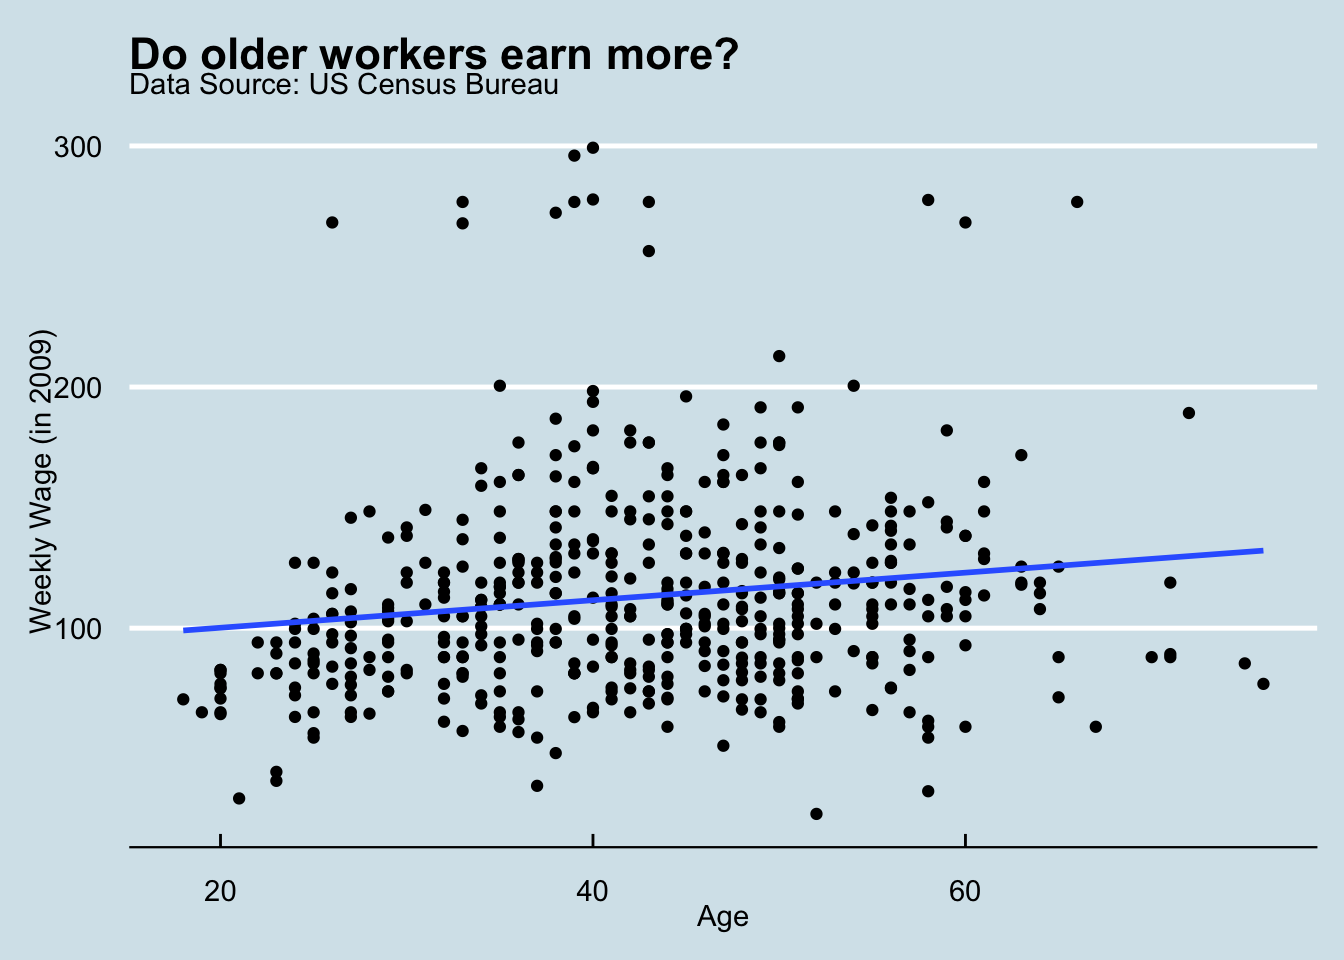 Do older workers earn more?
Data Source: US Census Bureau
300
200
100
Weekly Wage (in 2009)
20 40 60
Age